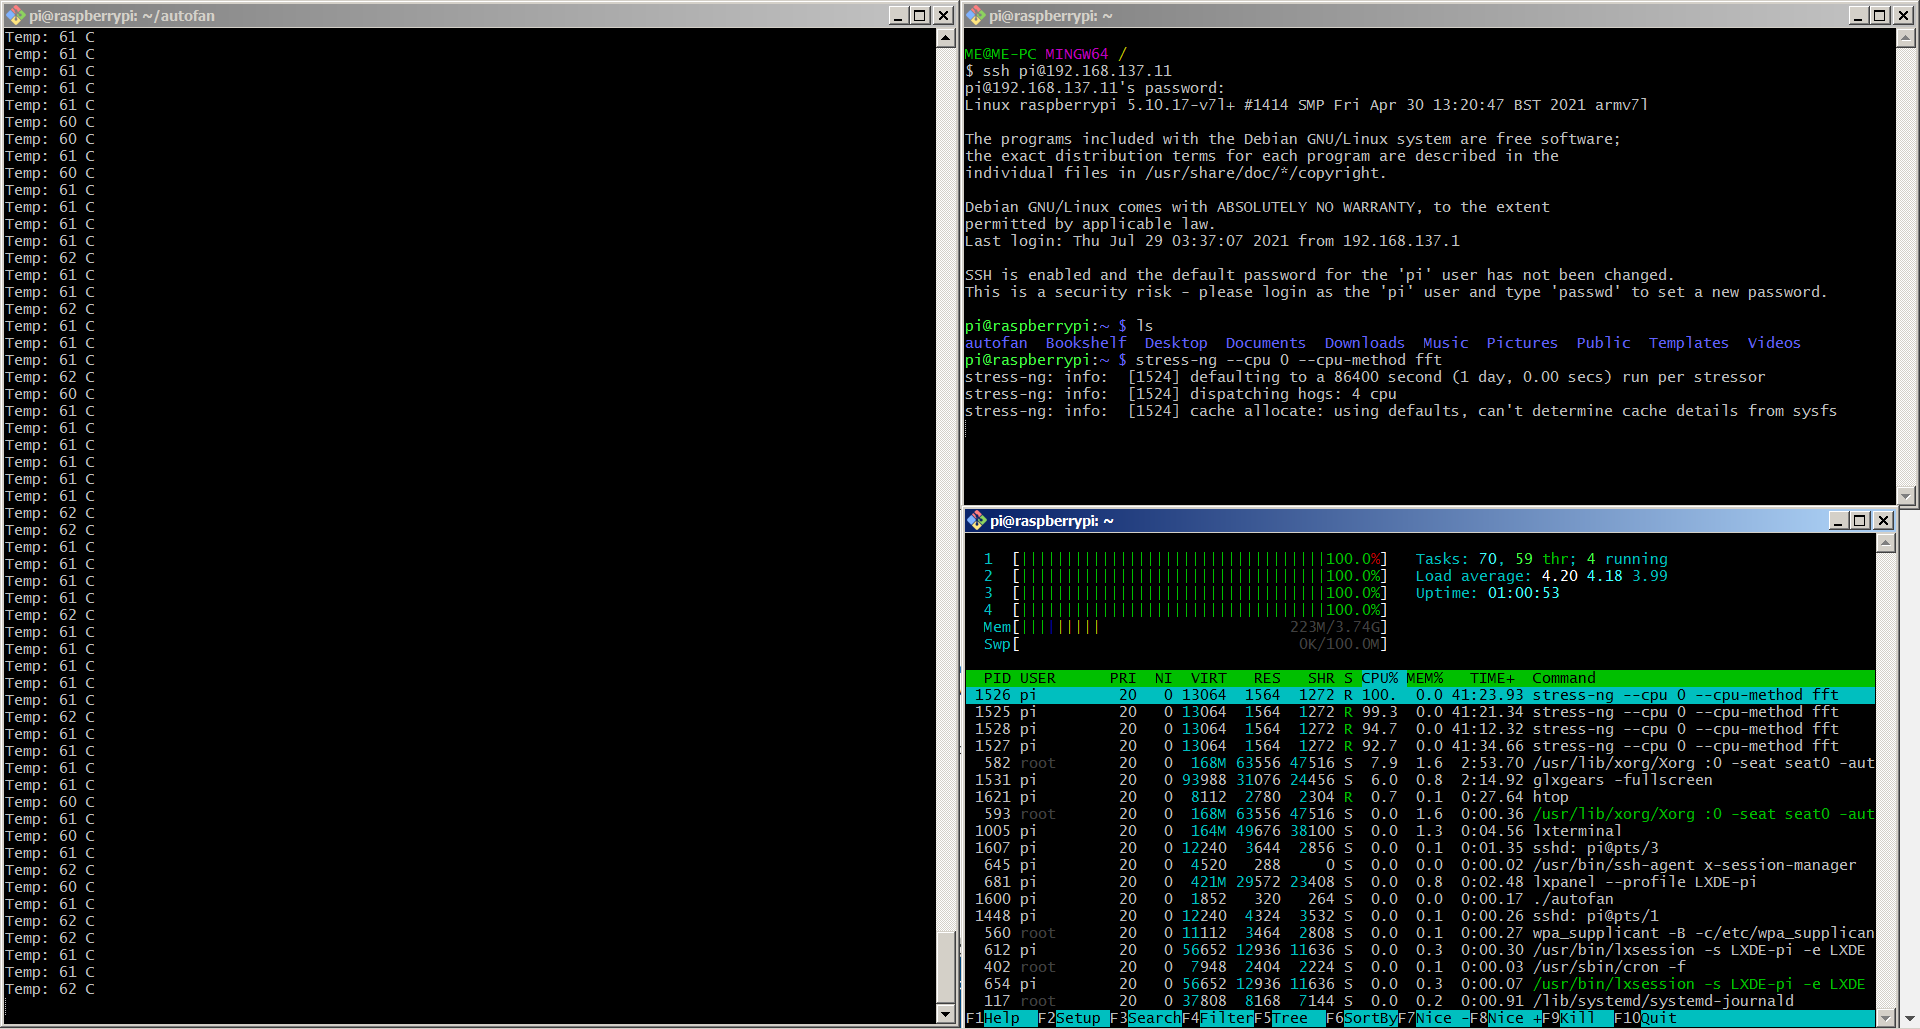 pi@raspberrypi: ~/autofan
Temp: 61 C
Temp: 61 C
Temp: 61 C
Temp: 61 C
Temp: 61 C
Temp: 60 C
Temp: 60 C
Temp: 61 C
Temp: 60 C
Temp: 61 C
Temp: 61 C
Temp: 61 C
Temp: 61 C
Temp: 62 C
Temp: 61 C
Temp: 61 C
Temp: 62 C
Temp: 61 C
Temp: 61 C
Temp: 61 C
Temp: 62 C
Temp: 60 C
Temp: 61 C
Temp: 61 C
Temp: 61 C
Temp: 61 C
Temp: 61 C
Temp: 61 C
Temp: 62 C
Temp: 62 C
Temp: 61 C
Temp: 61 C
Temp: 61 C
Temp: 61 C
Temp: 62 C
Temp: 61 C
Temp: 61 C
Temp: 61 C
Temp: 61 C
Temp: 61 C
Temp: 62 C
Temp: 61 C
Temp: 61 C
Temp: 61 C
Temp: 61 C
Temp: 60 C
Temp: 61 C
Temp: 60 C
Temp: 61 C
Temp: 62 C
Temp: 60 C
Temp: 61 C
Temp: 62 C
Temp: 62 C
Temp: 61 C
Temp: 61 C
Temp: 62 C
pi@raspberrypi: ~
ME@ME-PC MINGW64 /
$ ssh pi@192.168.137.11
pi@192.168.137.11's password:
Linux raspberrypi 5.10.17-v7l+ #1414 SMP Fri Apr 30 13:20:47 BST 2021 armv7l
The programs included with the Debian GNU/Linux system are free software;
the exact distribution terms for each program are described in the
individual files in /usr/share/doc/*/copyright.
Debian GNU/Linux comes with ABSOLUTELY NO WARRANTY, to the extent
permitted by applicable law.
Last login: Thu Jul 29 03:37:07 2021 from 192.168.137.1
SSH is enabled and the default password for the 'pi' user has not been changed.
This is a security risk - please login as the 'pi' user and type 'passwd' to set a new password.
pi@raspberrypi:~ $ ls
autofan Bookshelf Desktop Documents Downloads Music Pictures Public Templates Videos
pi@raspberrypi:~ $ stress-ng --cpu 0 --cpu-method fft
stress-ng: info: [1524] defaulting to a 86400 second (1 day, 0.00 secs) run per stressor
stress-ng: info: [1524] dispatching hogs: 4 cpu
stress-ng: info: [1524] cache allocate: using defaults, can't determine cache details from sysfs
pi@raspberrypi: ~
1 [||||||||||||||||||||||||||||||||||100.0%] Tasks: 70, 59 thr; 4 running
2 [||||||||||||||||||||||||||||||||||100.0%] Load average: 4.20 4.18 3.99
3 [||||||||||||||||||||||||||||||||||100.0%] Uptime: 01:00:53
4 [||||||||||||||||||||||||||||||||||100.0%]
Mem[||||||||| 223M/3.74G]
Swp[ 0K/100.0M]
PID USER PRI NI VIRT RES SHR S CPU% MEM% TIME+ Command
1526 pi 20 0 13064 1564 1272 R 100. 0.0 41:23.93 stress-ng --cpu 0 --cpu-method fft
1525 pi 20 0 13064 1564 1272 R 99.3 0.0 41:21.34 stress-ng --cpu 0 --cpu-method fft
1528 pi 20 0 13064 1564 1272 R 94.7 0.0 41:12.32 stress-ng --cpu 0 --cpu-method fft
1527 pi 20 0 13064 1564 1272 R 92.7 0.0 41:34.66 stress-ng --cpu 0 --cpu-method fft
582 root 20 0 168M 63556 47516 S 7.9 1.6 2:53.70 /usr/lib/xorg/Xorg :0 -seat seat0 -aut
1531 pi 20 0 93988 31076 24456 S 6.0 0.8 2:14.92 glxgears -fullscreen
1621 pi 20 0 8112 2780 2304 R 0.7 0.1 0:27.64 htop
593 root 20 0 168M 63556 47516 S 0.0 1.6 0:00.36 /usr/lib/xorg/Xorg :0 -seat seat0 -aut
1005 pi 20 0 164M 49676 38100 S 0.0 1.3 0:04.56 lxterminal
1607 pi 20 0 12240 3644 2856 S 0.0 0.1 0:01.35 sshd: pi@pts/3
645 pi 20 0 4520 288 0 S 0.0 0.0 0:00.02 /usr/bin/ssh-agent x-session-manager
681 pi 20 0 421M 29572 23408 S 0.0 0.8 0:02.48 lxpanel --profile LXDE-pi
1600 pi 20 0 1852 320 264 S 0.0 0.0 0:00.17 ./autofan
1448 pi 20 0 12240 4324 3532 S 0.0 0.1 0:00.26 sshd: pi@pts/1
560 root 20 0 11112 3464 2808 S 0.0 0.1 0:00.27 wpa_supplicant -B -c/etc/wpa_supplican
612 pi 20 0 56652 12936 11636 S 0.0 0.3 0:00.30 /usr/bin/lxsession -s LXDE-pi -e LXDE
402 root 20 0 7948 2404 2224 S 0.0 0.1 0:00.03 /usr/sbin/cron -f
654 pi 20 0 56652 12936 11636 S 0.0 0.3 0:00.07 /usr/bin/lxsession -s LXDE-pi -e LXDE
117 root 20 0 37808 8168 7144 S 0.0 0.2 0:00.91 /lib/systemd/systemd-journald
F1Help F2Setup F3SearchF4FilterF5Tree F6SortByF7Nice -F8Nice +F9Kill F10Quit